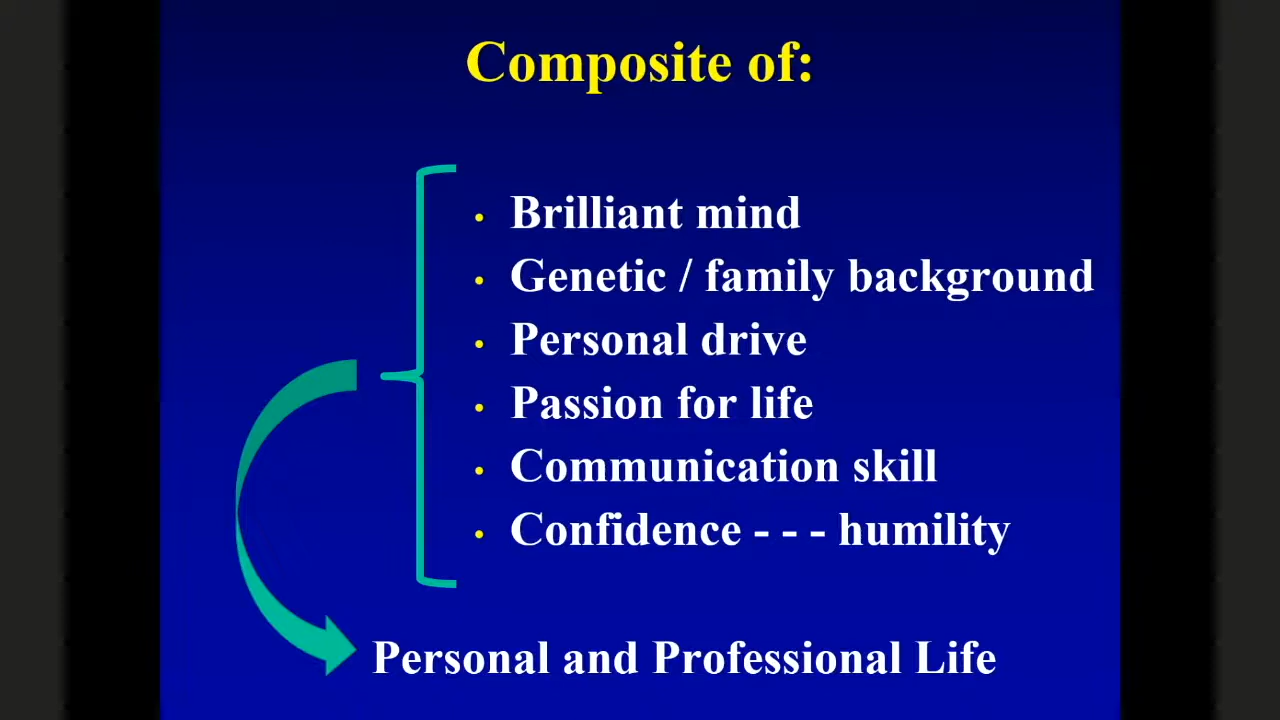 Composite of:
• Brilliant mind
• Genetic / family background
• Personal drive
• Passion for life
• Communication skill
• Confidence - - - humility
Personal and Professional Life